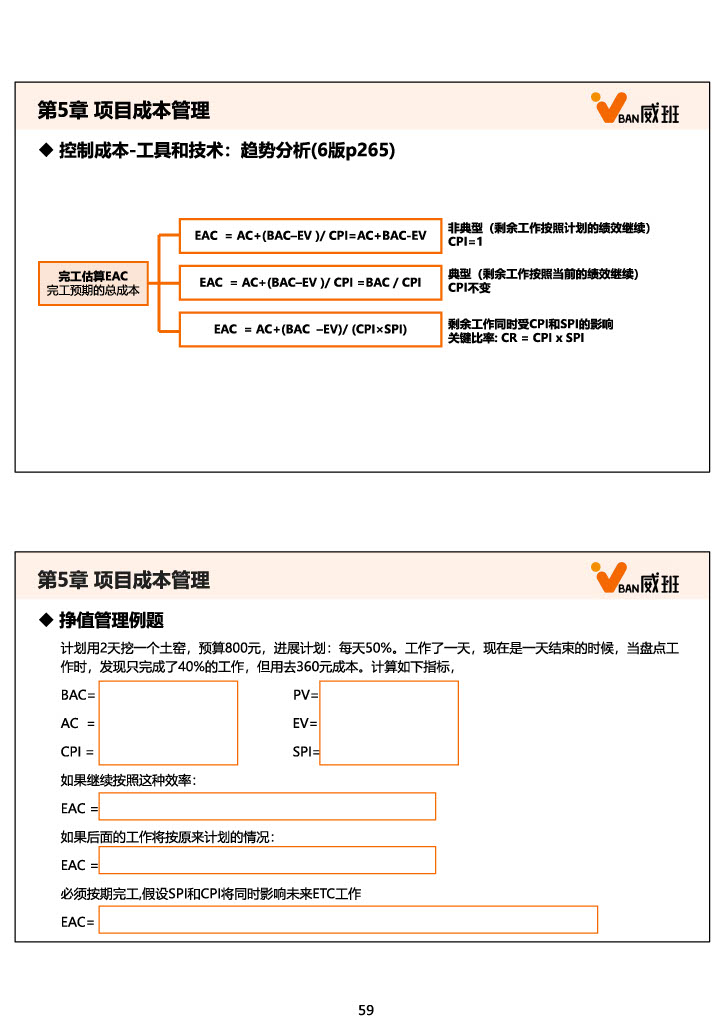 第5章 项目成本管理
BAN威班
◆ 控制成本-工具和技术：趋势分析(6版p265)
EAC = AC+(BAC–EV )/ CPI=AC+BAC-EV
非典型（剩余工作按照计划的绩效继续）
CPI=1
完工估算EAC
完工预期的总成本
EAC = AC+(BAC–EV )/ CPI =BAC / CPI
典型（剩余工作按照当前的绩效继续）
CPI不变
EAC = AC+(BAC –EV)/ (CPI×SPI)
剩余工作同时受CPI和SPI的影响
关键比率: CR = CPI x SPI
第5章 项目成本管理
BAN威班
◆ 挣值管理例题
计划用2天挖一个土窑，预算800元，进展计划：每天50%。工作了一天，现在是一天结束的时候，当盘点工
作时，发现只完成了40%的工作，但用去360元成本。计算如下指标，
BAC= PV=
AC = EV=
CPI = SPI=
如果继续按照这种效率：
EAC =
如果后面的工作将按原来计划的情况：
EAC =
必须按期完工,假设SPI和CPI将同时影响未来ETC工作
EAC=
59